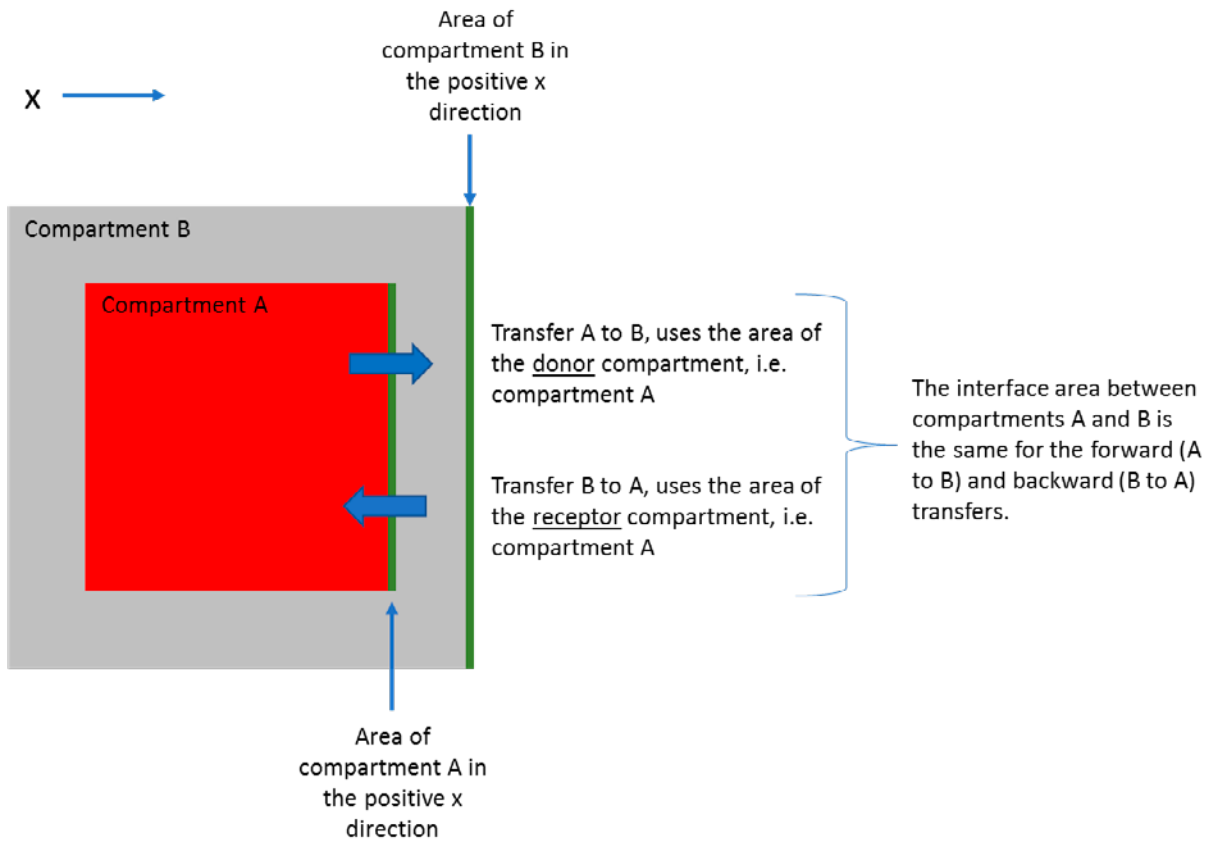 Area of
compartment B in
the positive x
direction
x
Compartment B
Compartment A
Transfer A to B, uses the area of
the donor compartment, i.e.
compartment A
Transfer B to A, uses the area of
the receptor compartment, i.e.
compartment A
The interface area between
compartments A and B is
the same for the forward (A
to B) and backward (B to A)
transfers.
Area of
compartment A in
the positive x
direction